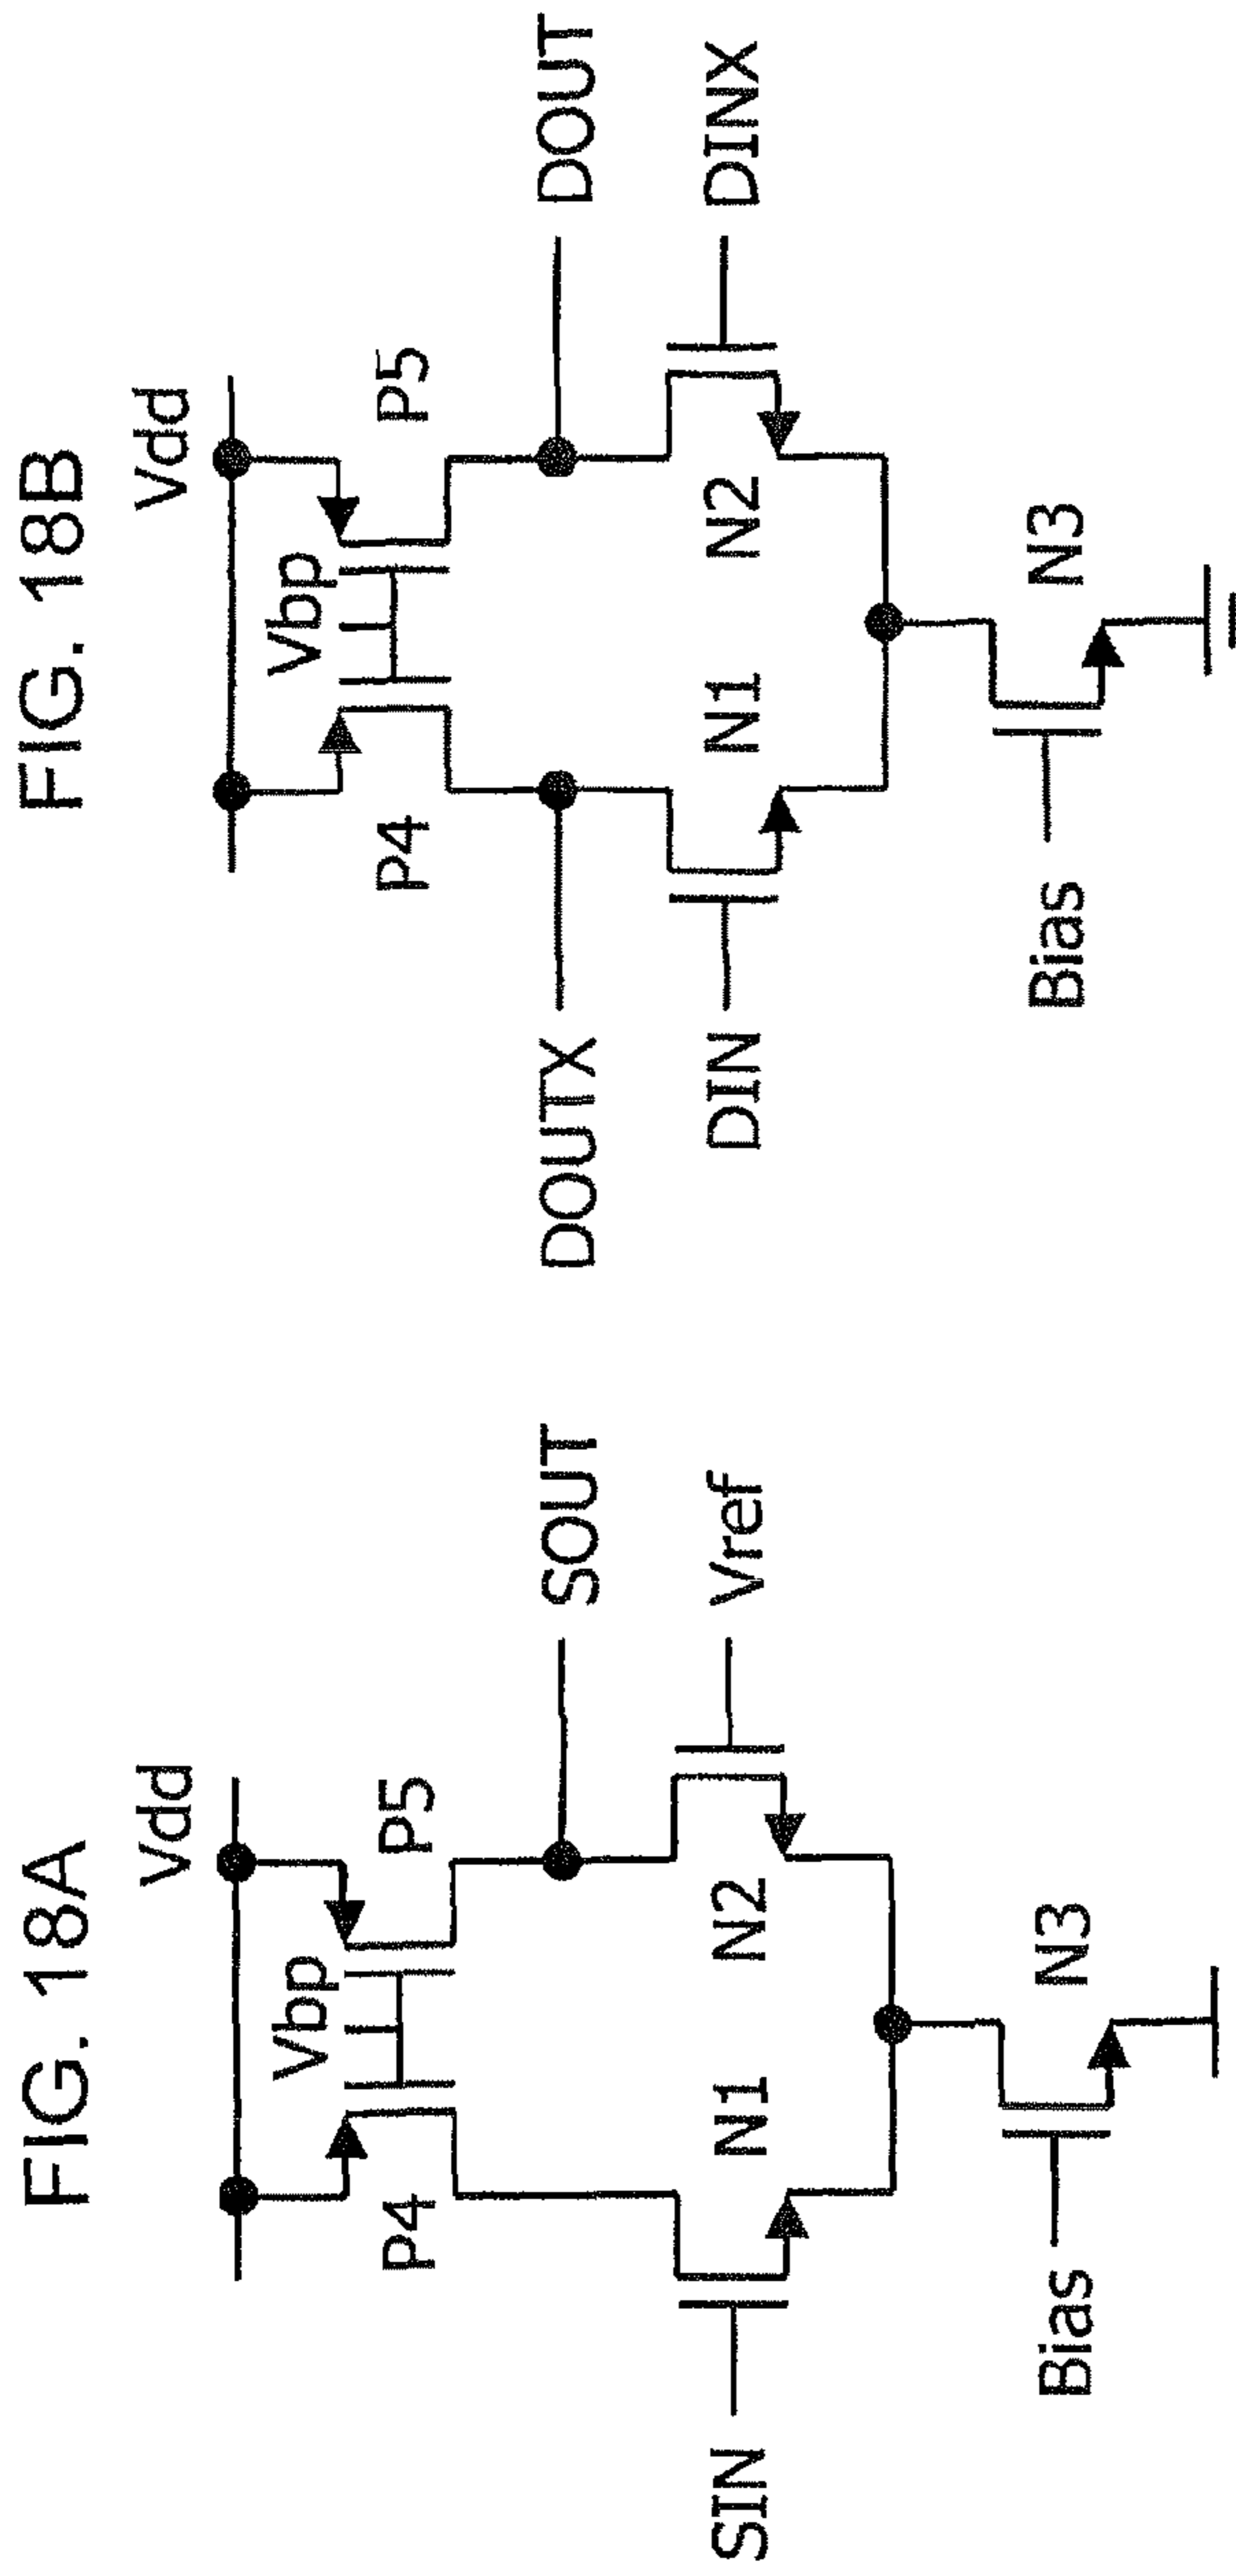 FIG. 18A
Vdd
Vbp
P4
P5
SOUT
SIN
N1
N2
Vref
Bias
N3
FIG. 18B
Vdd
Vbp
P4
P5
DOUTX
DOUT
DIN
N1
N2
DINX
Bias
N3